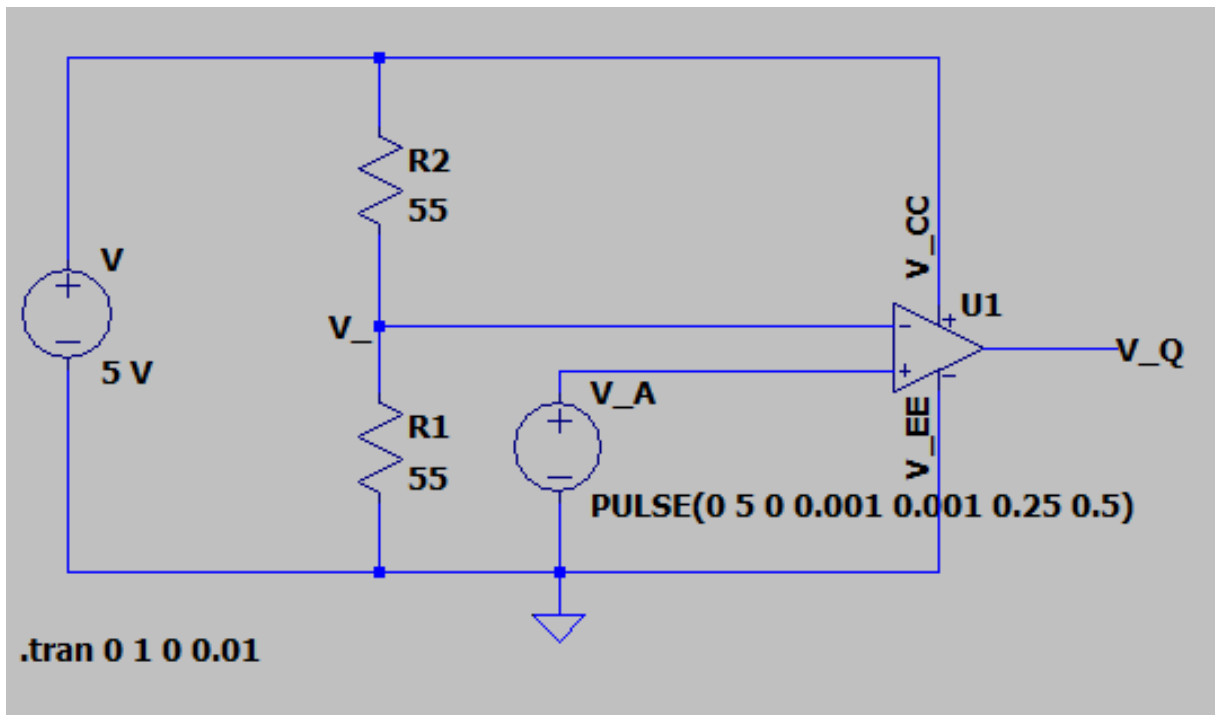 R2
55
V_CC
V
5 V
V_
U1
V_Q
V_A
R1
55
V_EE
PULSE(0 5 0 0.001 0.001 0.25 0.5)
.tran 0 1 0 0.01